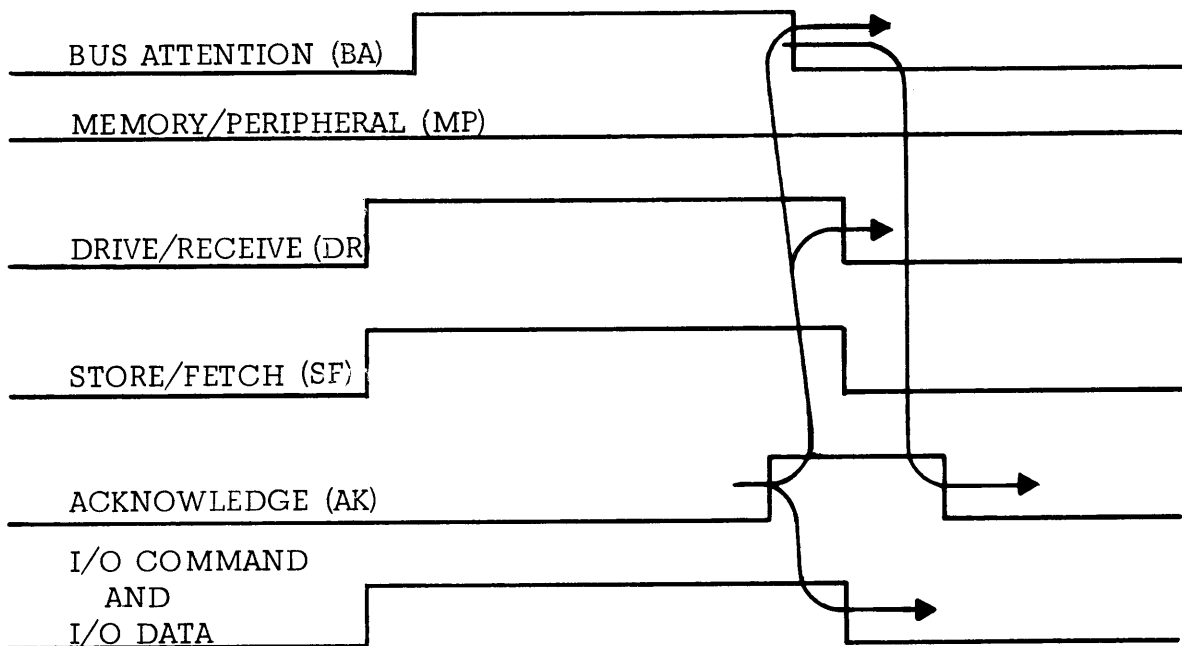 BUS ATTENTION (BA)
MEMORY/PERIPHERAL (MP)
DRIVE/RECEIVE (DR
STORE/FETCH (SF)
ACKNOWLEDGE (AK)
I/O COMMAND
AND
I/O DATA